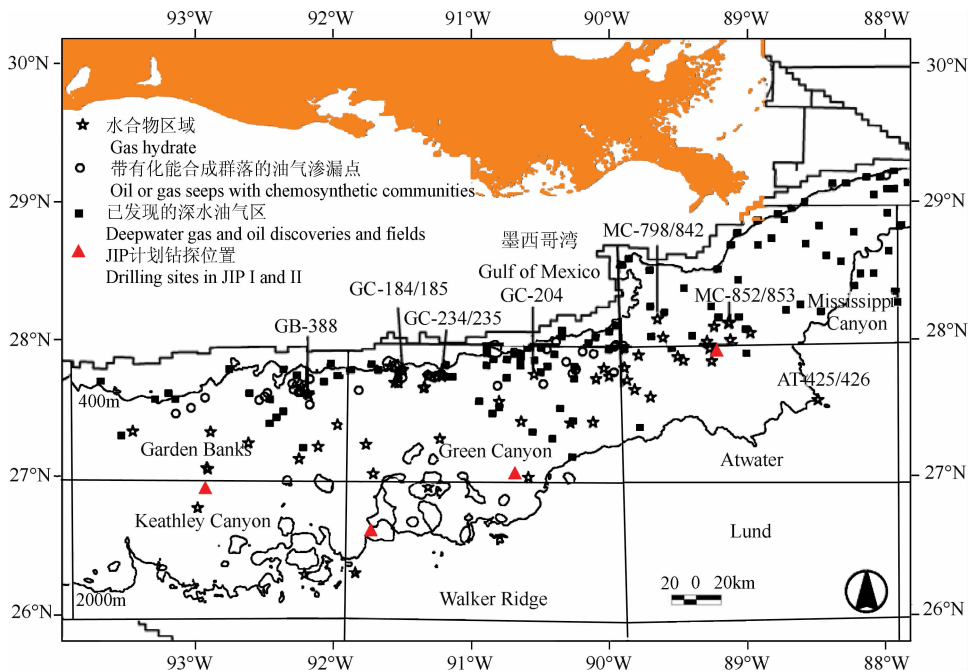 93°W 92°W 91°W 90°W 89°W 88°W
30°N 30°N
水合物区域
Gas hydrate
带有化能合成群落的油气渗漏点
Oil or gas seeps with chemosynthetic communities
29°N 29°N
已发现的深水油气区
Deepwater gas and oil discoveries and fields
JIP计划钻探位置
Drilling sites in JIP I and II
墨西哥湾
Gulf of Mexico
MC-798/842
GC-184/185
GC-204
GC-234/235
GB-388
MC-852/853
Mississippi
Canyon
28°N 28°N
AT-425/426
400m
Garden Banks
Green Canyon
Atwater
27°N 27°N
Keathley Canyon
Lund
20 0 20km
2000m
Walker Ridge
26°N 26°N
93°W 92°W 91°W 90°W 89°W 88°W